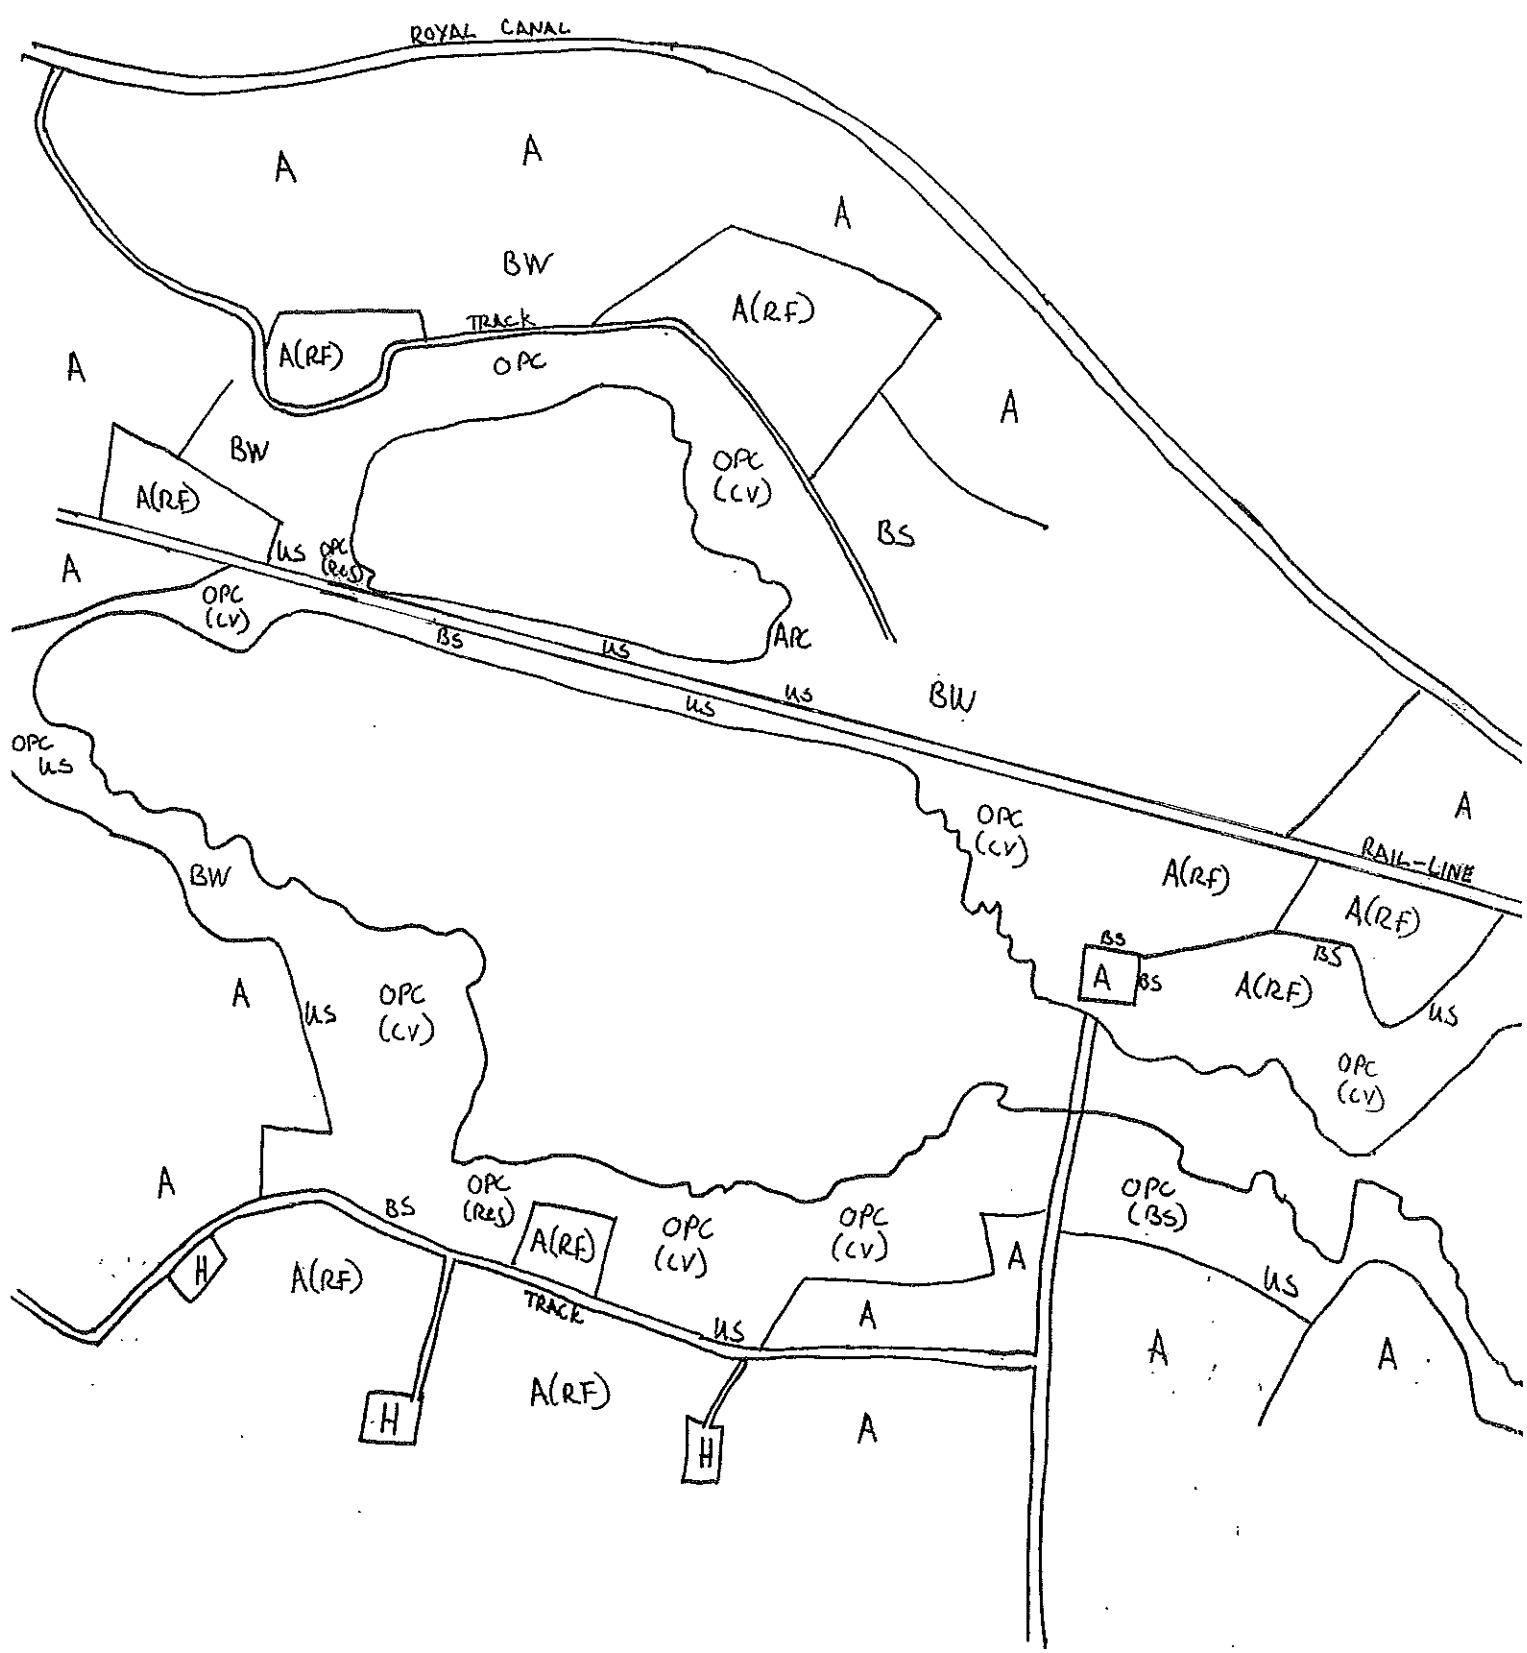 ROYAL CANAL
A
A
A
BW
A(RF)
TRACK
A(RF)
OPC
A
A
BW
OPC
(CV)
A(RF)
BS
US
OPC
(Res)
A
OPC
(CV)
BS
US
APC
US
US
BW
OPC
US
A
OPC
(CV)
RAIL-LINE
BW
A(RF)
A(RF)
BS
BS
A
BS
A
US
OPC
(CV)
A(RF)
US
OPC
(CV)
A
BS
OPC
(Res)
A(RF)
OPC
(CV)
OPC
(CV)
OPC
(BS)
A
H
A(RF)
TRACK
US
A
US
A
A
H
A(RF)
H
A